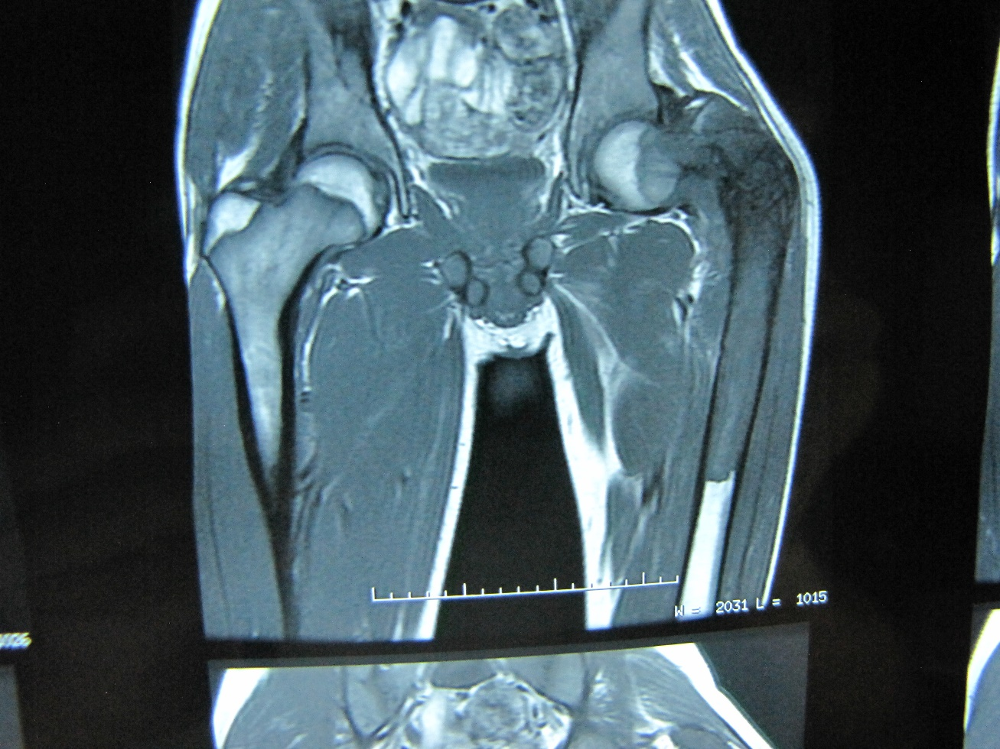 W = 2031 L = 1015